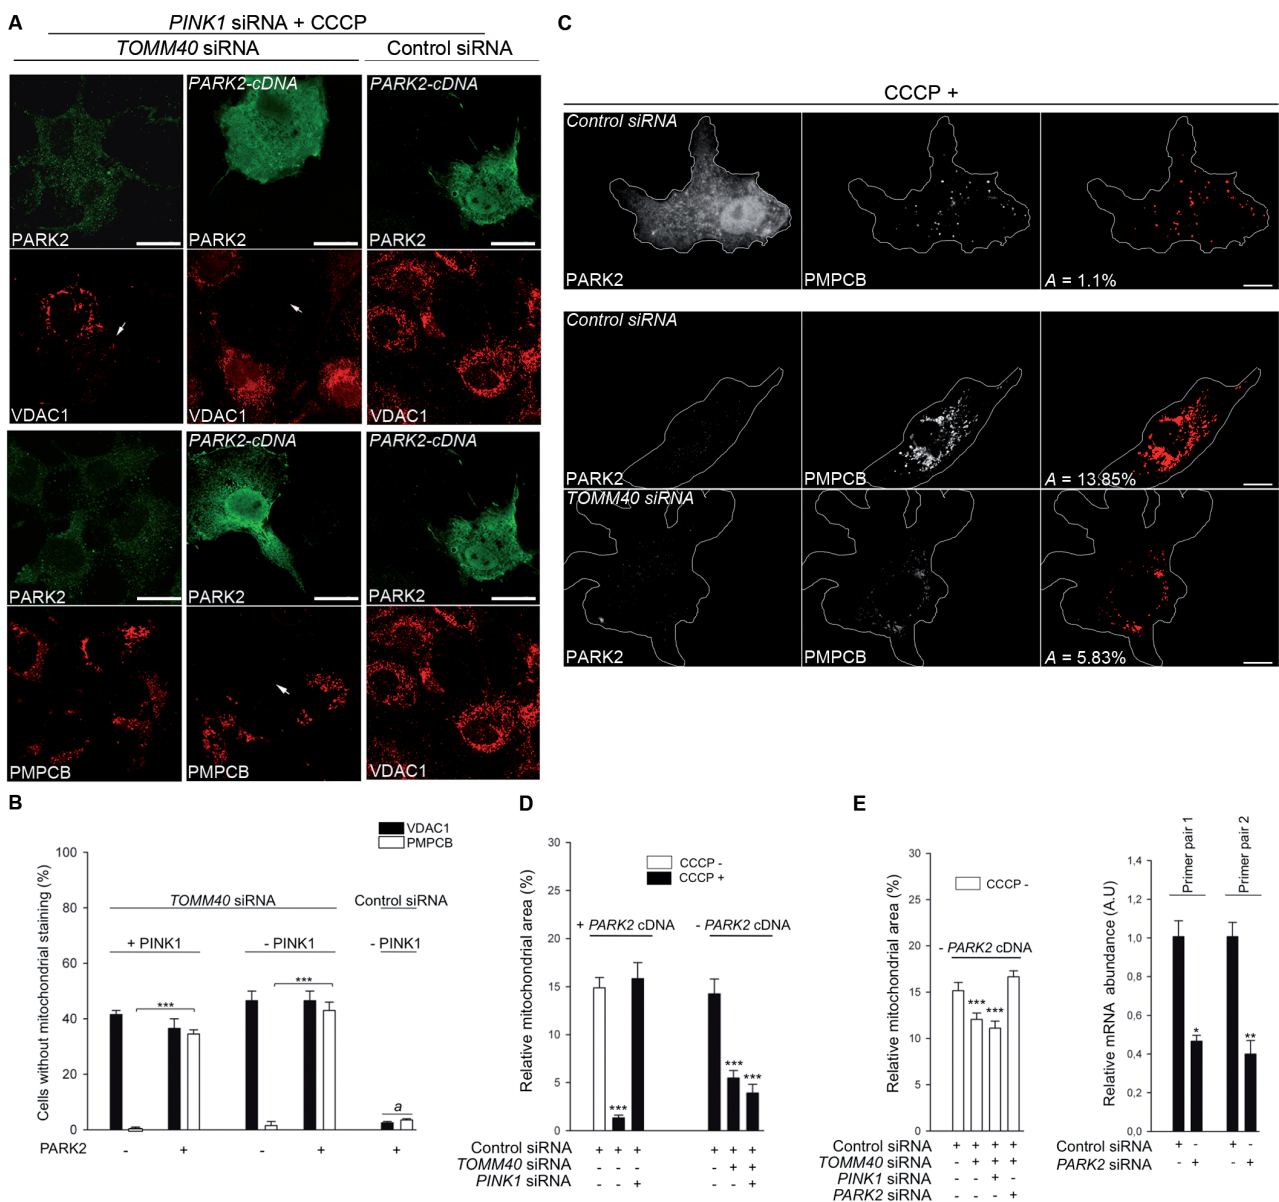 A
PINK1 siRNA + CCCP
TOMM40 siRNA
Control siRNA
PARK2-cDNA
PARK2-cDNA
PARK2
PARK2
PARK2
VDAC1
VDAC1
VDAC1
PARK2-cDNA
PARK2-cDNA
PARK2
PARK2
PARK2
PMPCB
PMPCB
VDAC1
C
CCCP +
Control siRNA
PARK2
PMPCB
A = 1.1%
Control siRNA
PARK2
PMPCB
A = 13.85%
TOMM40 siRNA
PARK2
PMPCB
A = 5.83%
B
VDAC1
PMPCB
Cells without mitochondrial staining (%)
100
80
60
40
20
0
TOMM40 siRNA
Control siRNA
+ PINK1
- PINK1
- PINK1
***
***
a
PARK2
- + - + +
D
Relative mitochondrial area (%)
30
25
20
15
10
5
0
CCCP -
CCCP +
+ PARK2 cDNA
- PARK2 cDNA
***
***
***
Control siRNA + + + + + +
TOMM40 siRNA - - - - + +
PINK1 siRNA - - + - - +
E
Relative mitochondrial area (%)
30
25
20
15
10
5
0
CCCP -
- PARK2 cDNA
***
***
Control siRNA + + + +
TOMM40 siRNA - + + +
PINK1 siRNA - - + -
PARK2 siRNA - - - +
Primer pair 1
Primer pair 2
Relative mRNA abundance (A.U)
1,4
1,2
1,0
0,8
0,6
0,4
0,2
0,0
*
**
Control siRNA + - + -
PARK2 siRNA - + - +